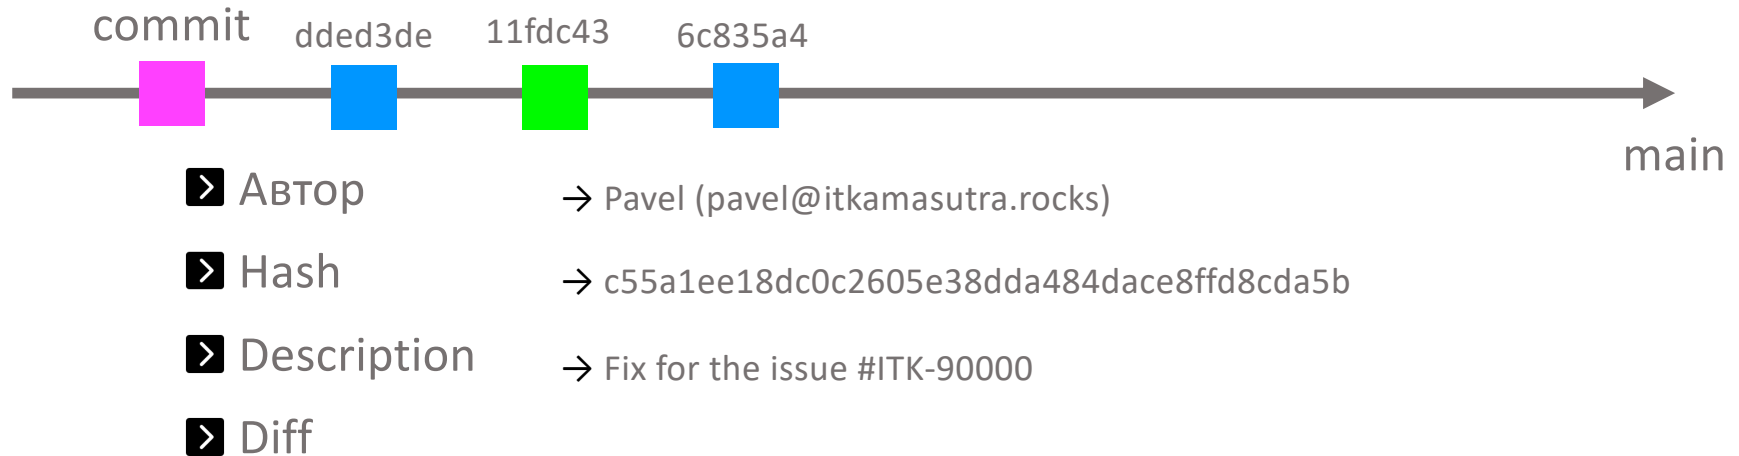 commit dded3de 11fdc43 6c835a4
main
Автор → Pavel (pavel@itkamasutra.rocks)
Hash → c55a1ee18dc0c2605e38dda484dace8ffd8cda5b
Description → Fix for the issue #ITK-90000
Diff